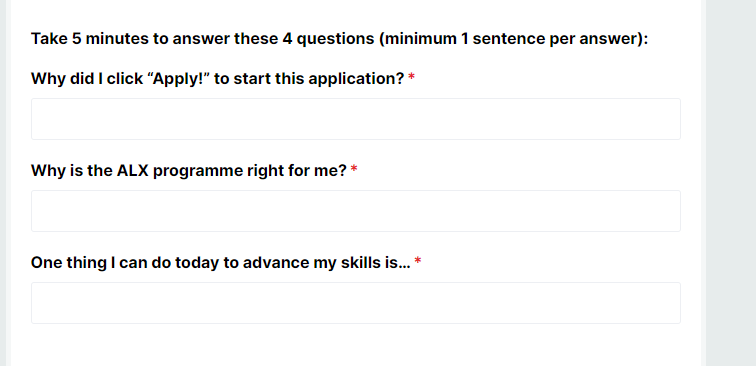 Take 5 minutes to answer these 4 questions (minimum 1 sentence per answer):
Why did I click “Apply!” to start this application? *
Why is the ALX programme right for me? *
One thing I can do today to advance my skills is... *